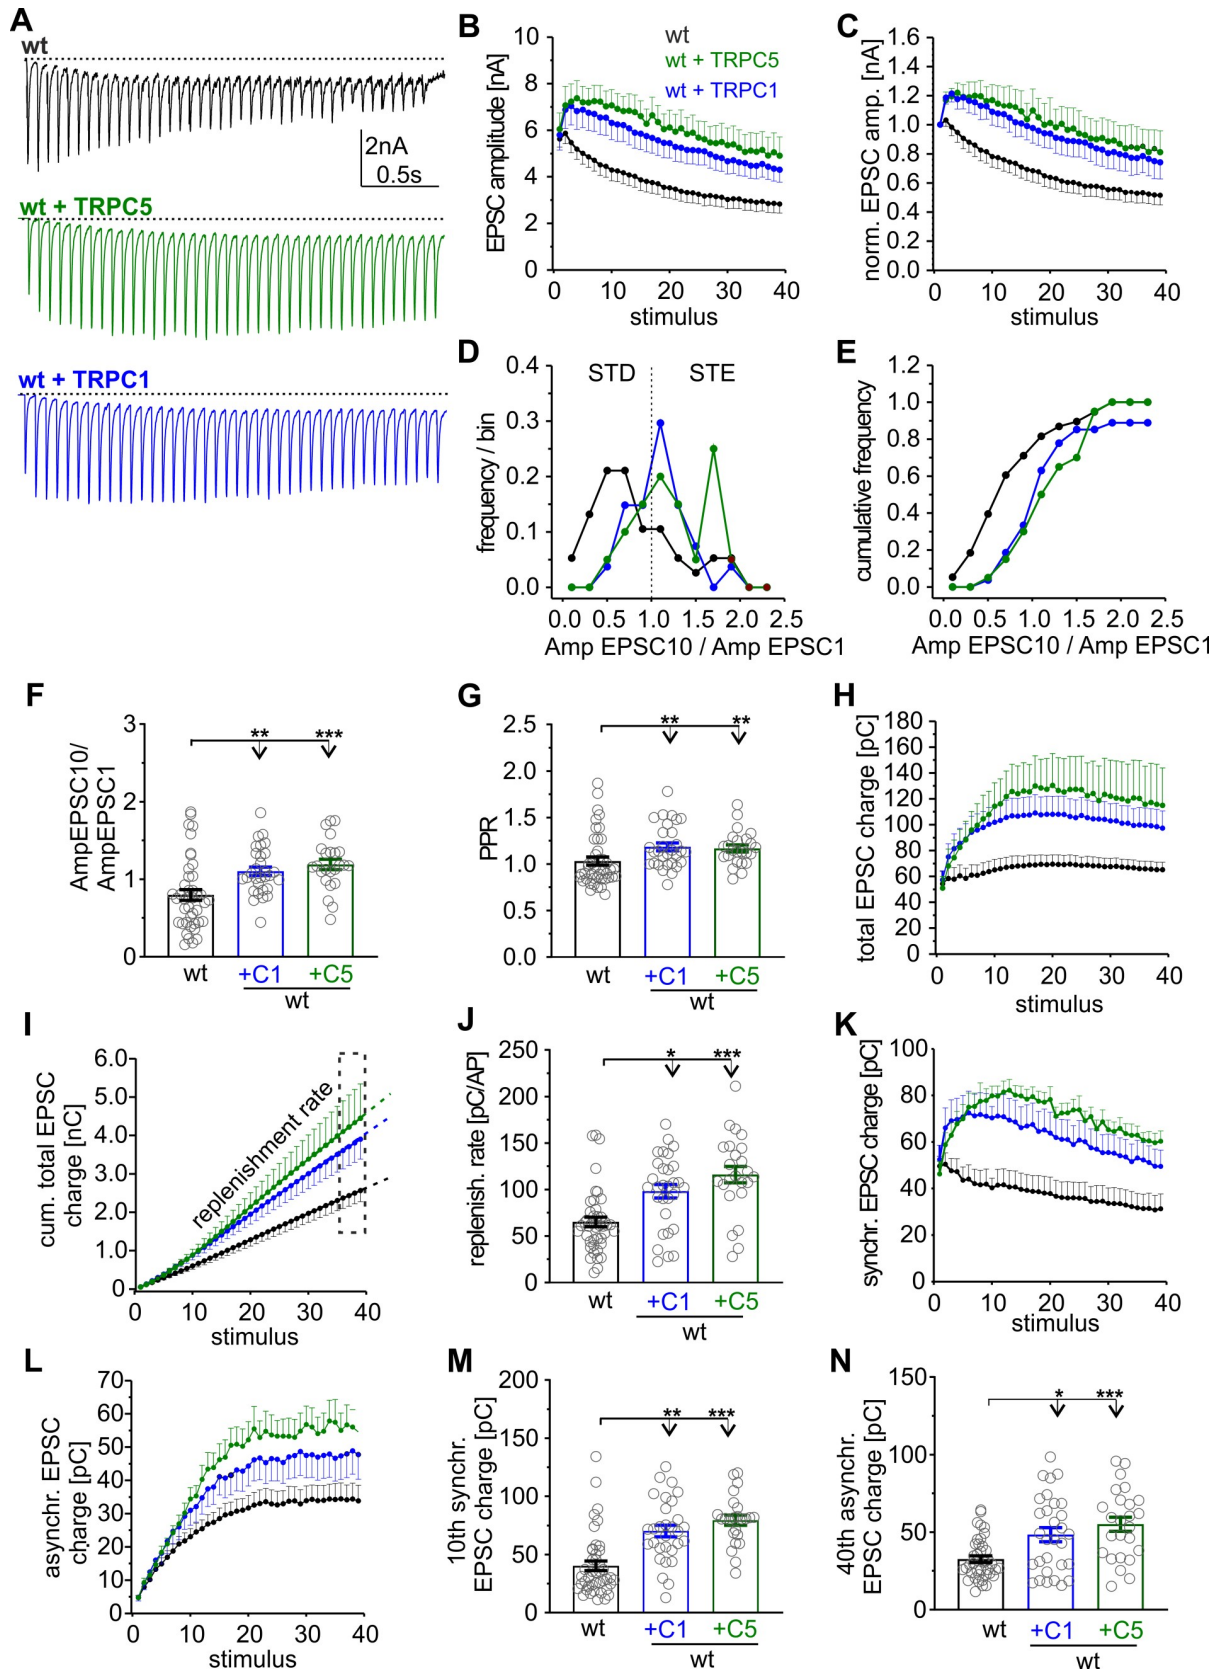 A
wt
2nA
0.5s
wt + TRPC5
wt + TRPC1
B
EPSC amplitude [nA]
10
8
6
4
2
0
0 10 20 30 40
stimulus
wt
wt + TRPC5
wt + TRPC1
C
norm. EPSC amp. [nA]
1.6
1.4
1.2
1.0
0.8
0.6
0.4
0.2
0.0
0 10 20 30 40
stimulus
D
STD STE
frequency / bin
0.4
0.3
0.2
0.1
0.0
0.0 0.5 1.0 1.5 2.0 2.5
Amp EPSC10 / Amp EPSC1
E
cumulative frequency
1.2
1.0
0.8
0.6
0.4
0.2
0.0
0.0 0.5 1.0 1.5 2.0 2.5
Amp EPSC10 / Amp EPSC1
F
AmpEPSC10/
AmpEPSC1
3
2
1
0
** ***
wt +C1 +C5
wt
G
PPR
2.5
2.0
1.5
1.0
0.5
0.0
** **
wt +C1 +C5
wt
H
total EPSC charge [pC]
180
160
140
120
100
80
60
40
20
0
0 10 20 30 40
stimulus
I
cum. total EPSC
charge [nC]
6.0
5.0
4.0
3.0
2.0
1.0
0
replenishment rate
0 10 20 30 40
stimulus
J
replenish. rate [pC/AP]
250
200
150
100
50
0
* ***
wt +C1 +C5
wt
K
synchr. EPSC charge [pC]
100
80
60
40
20
0
0 10 20 30 40
stimulus
L
asynchr. EPSC
charge [pC]
70
60
50
40
30
20
10
0
0 10 20 30 40
stimulus
M
10th synchr.
EPSC charge [pC]
200
150
100
50
0
** ***
wt +C1 +C5
wt
N
40th asynchr.
EPSC charge [pC]
150
100
50
0
* ***
wt +C1 +C5
wt